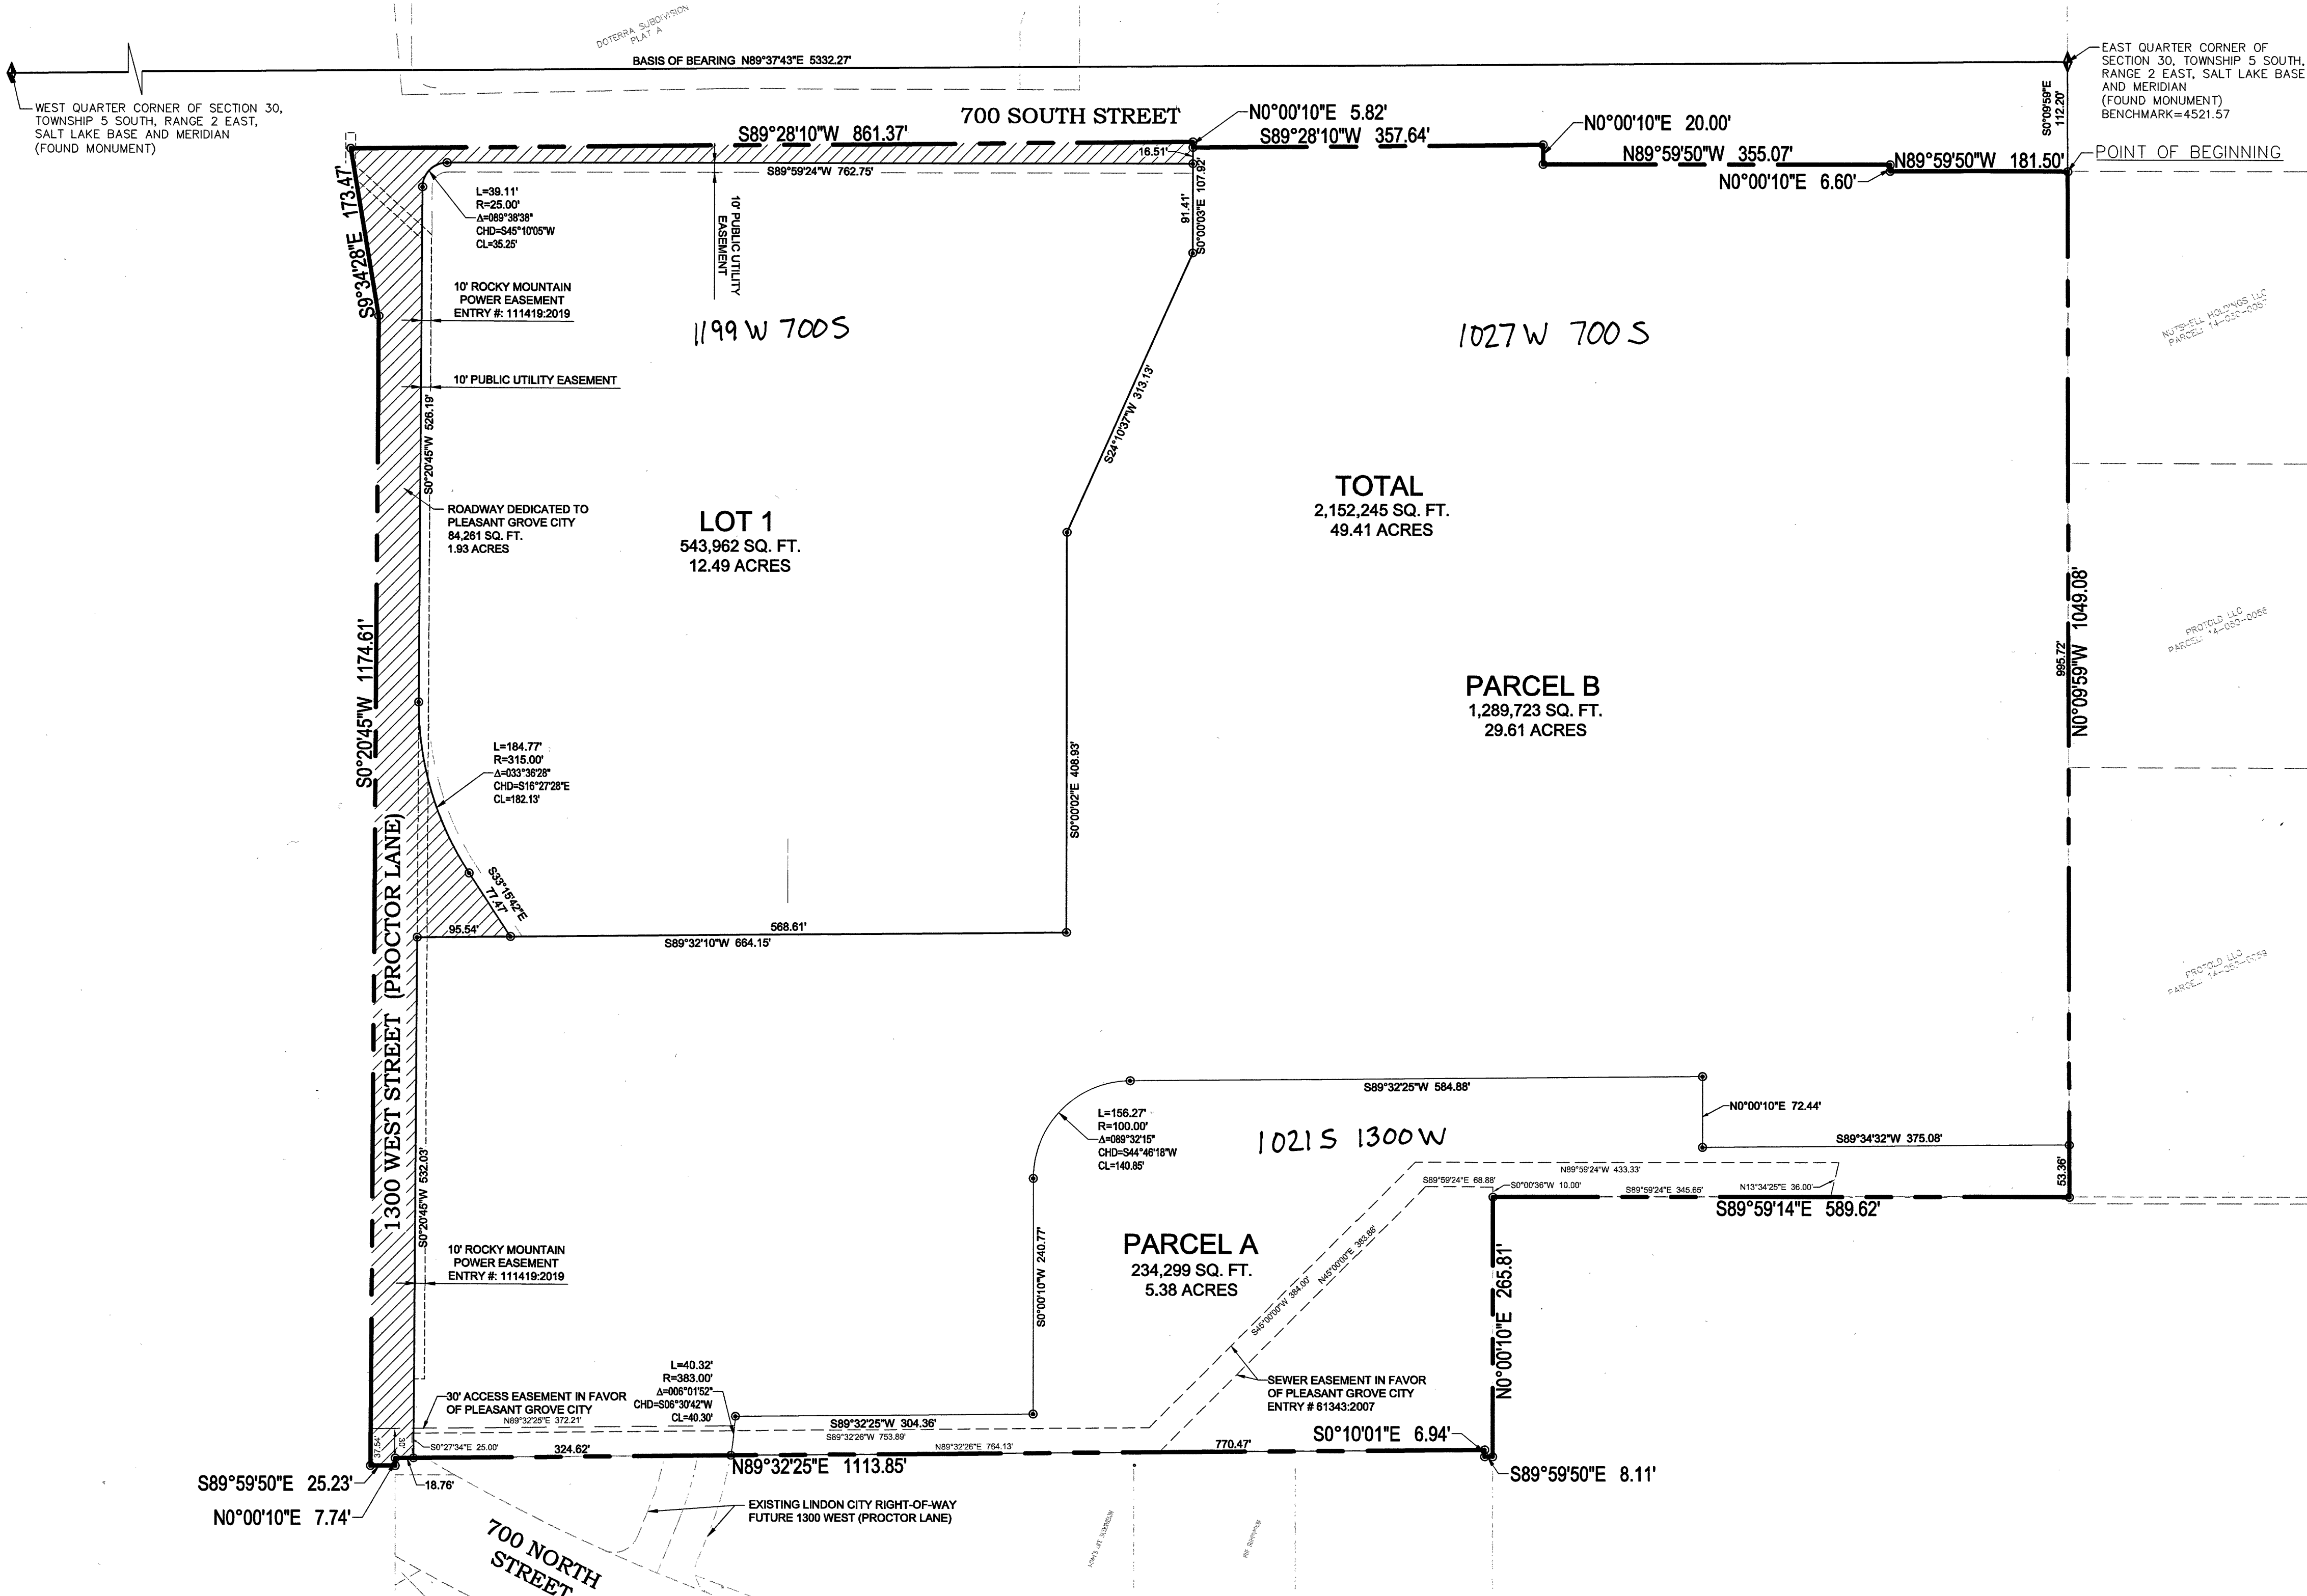 DOTERRA SUBDIVISION
PLAT A
BASIS OF BEARING N89°37'43"E 5332.27'
WEST QUARTER CORNER OF SECTION 30,
TOWNSHIP 5 SOUTH, RANGE 2 EAST,
SALT LAKE BASE AND MERIDIAN
(FOUND MONUMENT)
EAST QUARTER CORNER OF
SECTION 30, TOWNSHIP 5 SOUTH,
RANGE 2 EAST, SALT LAKE BASE
AND MERIDIAN
(FOUND MONUMENT)
BENCHMARK=4521.57
S0°09'59"E
112.20'
POINT OF BEGINNING
700 SOUTH STREET
S89°28'10"W 861.37'
N0°00'10"E 5.82'
S89°28'10"W 357.64'
N0°00'10"E 20.00'
N89°59'50"W 355.07'
N0°00'10"E 6.60'
N89°59'50"W 181.50'
16.51'
S89°59'24"W 762.75'
91.41'
S0°00'03"E 107.92'
S9°34'28"E 173.47'
L=39.11'
R=25.00'
Δ=089°38'38"
CHD=S45°10'05"W
CL=35.25'
10' PUBLIC UTILITY
EASEMENT
10' ROCKY MOUNTAIN
POWER EASEMENT
ENTRY #: 111419:2019
1199 W 700 S
1027 W 700 S
NUTSHELL HOLDINGS LLC
10' PUBLIC UTILITY EASEMENT
S0°20'45"W 526.19'
S24°10'37"W 313.13'
ROADWAY DEDICATED TO
PLEASANT GROVE CITY
84,261 SQ. FT.
1.93 ACRES
LOT 1
543,962 SQ. FT.
12.49 ACRES
TOTAL
2,152,245 SQ. FT.
49.41 ACRES
S0°20'45"W 1174.61'
995.72'
N0°09'59"W 1049.08'
PROTOLD LLC
PARCEL: 14-060-0056
PARCEL B
1,289,723 SQ. FT.
29.61 ACRES
L=184.77'
R=315.00'
Δ=033°36'28"
CHD=S16°27'28"E
CL=182.13'
S0°00'02"E 408.93'
S33°15'42"E
77.47'
95.54'
568.61'
S89°32'10"W 664.15'
PROTOLD LLC
PARCEL: 14-060-0059
1300 WEST STREET (PROCTOR LANE)
S0°20'45"W 532.03'
S89°32'25"W 584.88'
N0°00'10"E 72.44'
L=156.27'
R=100.00'
Δ=089°32'15"
CHD=S44°46'18"W
CL=140.85'
1021 S 1300 W
S89°34'32"W 375.08'
53.36'
N89°59'24"W 433.33'
S89°59'24"E 68.88'
S0°00'36"W 10.00'
S89°59'24"E 345.65'
N13°34'25"E 36.00'
S89°59'14"E 589.62'
10' ROCKY MOUNTAIN
POWER EASEMENT
ENTRY #: 111419:2019
S0°00'10"W 240.77'
PARCEL A
234,299 SQ. FT.
5.38 ACRES
S45°00'00"W 384.00'
N45°00'00"E 383.88'
N0°00'10"E 265.81'
L=40.32'
R=383.00'
Δ=006°01'52"
CHD=S06°30'42"W
CL=40.30'
SEWER EASEMENT IN FAVOR
OF PLEASANT GROVE CITY
ENTRY # 61343:2007
30' ACCESS EASEMENT IN FAVOR
OF PLEASANT GROVE CITY
N89°32'25"E 372.21'
S89°32'25"W 304.36'
S89°32'26"W 753.89'
37.54'
30'
S0°27'34"E 25.00'
324.62'
N89°32'26"E 764.13'
770.47'
S0°10'01"E 6.94'
N89°32'25"E 1113.85'
S89°59'50"E 8.11'
S89°59'50"E 25.23'
18.76'
N0°00'10"E 7.74'
EXISTING LINDON CITY RIGHT-OF-WAY
FUTURE 1300 WEST (PROCTOR LANE)
700 NORTH
STREET